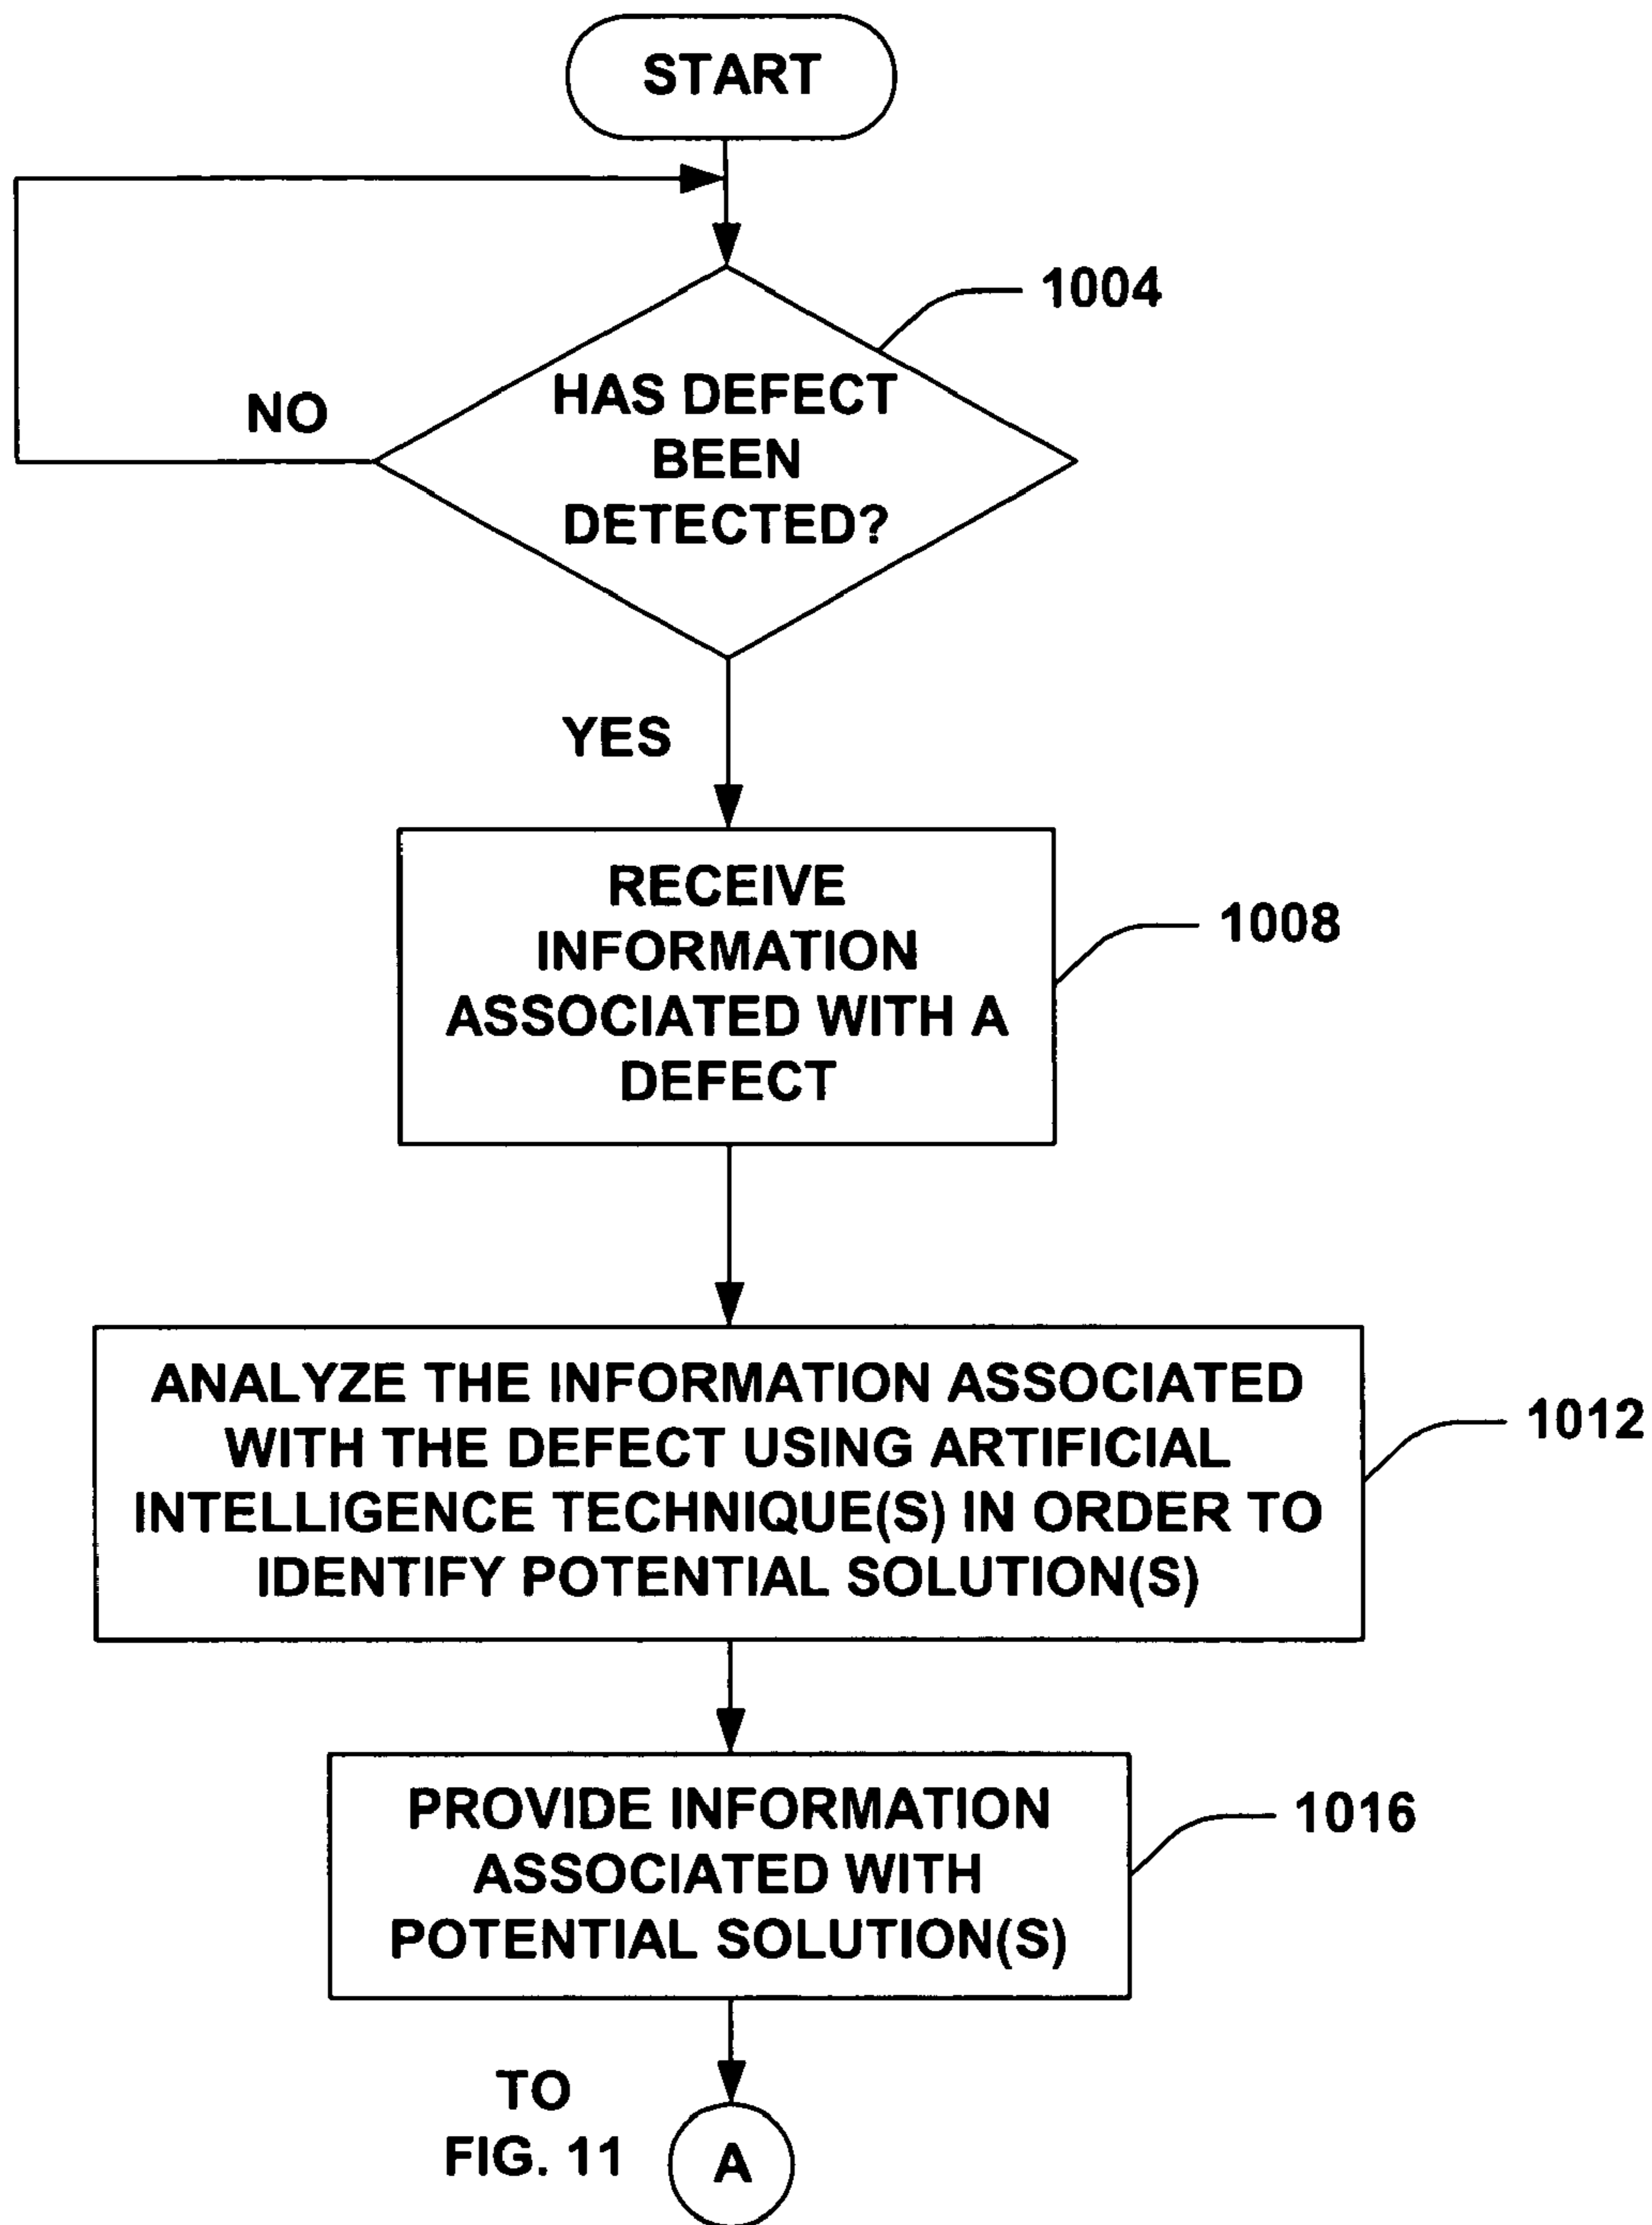 START
1004
HAS DEFECT
BEEN
DETECTED?
NO
YES
RECEIVE
INFORMATION
ASSOCIATED WITH A
DEFECT
1008
ANALYZE THE INFORMATION ASSOCIATED
WITH THE DEFECT USING ARTIFICIAL
INTELLIGENCE TECHNIQUE(S) IN ORDER TO
IDENTIFY POTENTIAL SOLUTION(S)
1012
PROVIDE INFORMATION
ASSOCIATED WITH
POTENTIAL SOLUTION(S)
1016
TO
FIG. 11
A